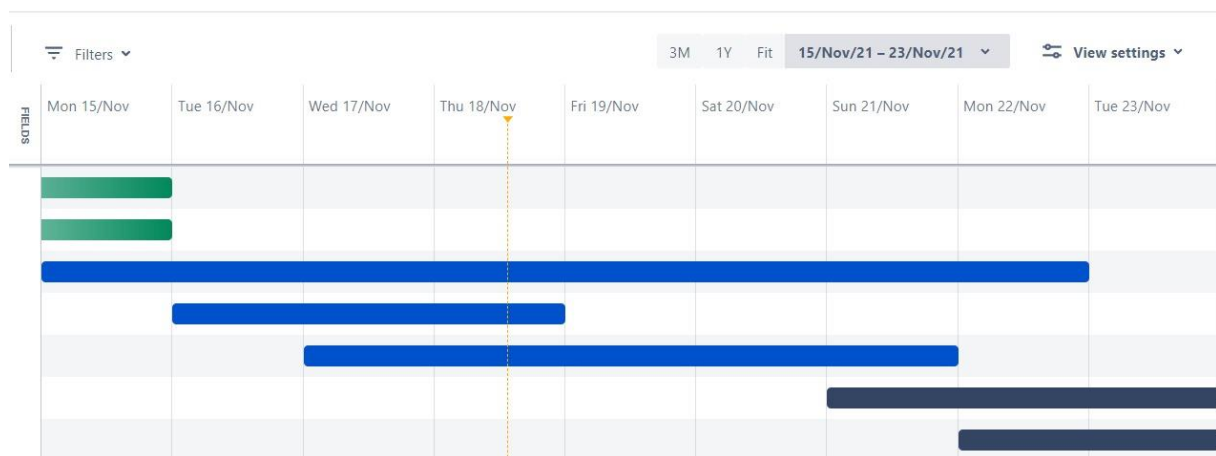 Filters
3M 1Y Fit 15/Nov/21 – 23/Nov/21 View settings
FIELDS
Mon 15/Nov Tue 16/Nov Wed 17/Nov Thu 18/Nov Fri 19/Nov Sat 20/Nov Sun 21/Nov Mon 22/Nov Tue 23/Nov